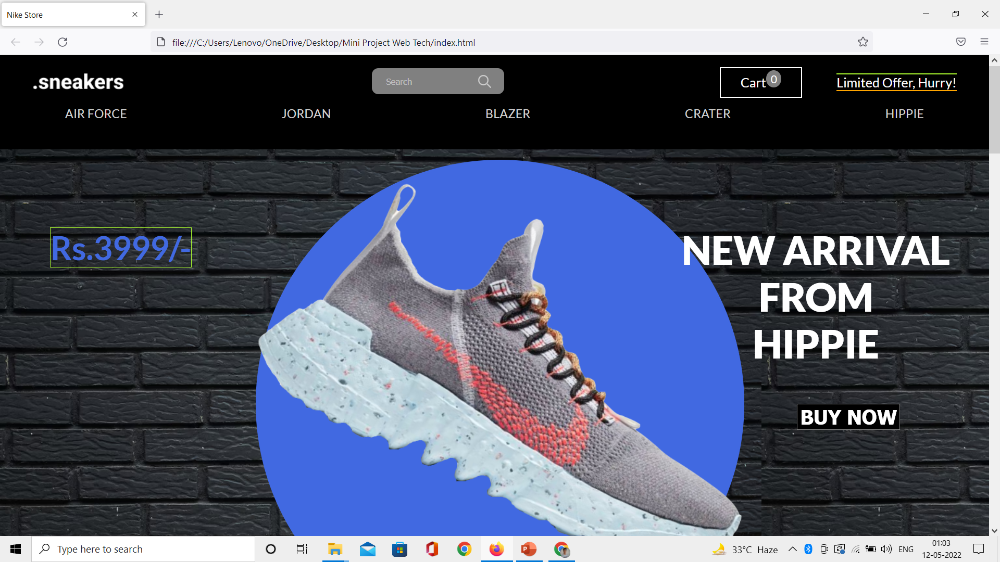 Nike Store
file:///C:/Users/Lenovo/OneDrive/Desktop/Mini Project Web Tech/index.html
.sneakers
Search
Cart 0
Limited Offer, Hurry!
AIR FORCE JORDAN BLAZER CRATER HIPPIE
Rs.3999/-
NEW ARRIVAL
FROM
HIPPIE
BUY NOW
Type here to search
33°C Haze
ENG
01:03
12-05-2022